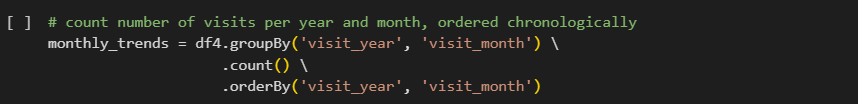 [ ] # count number of visits per year and month, ordered chronologically
monthly_trends = df4.groupBy('visit_year', 'visit_month') \
.count() \
.orderBy('visit_year', 'visit_month')